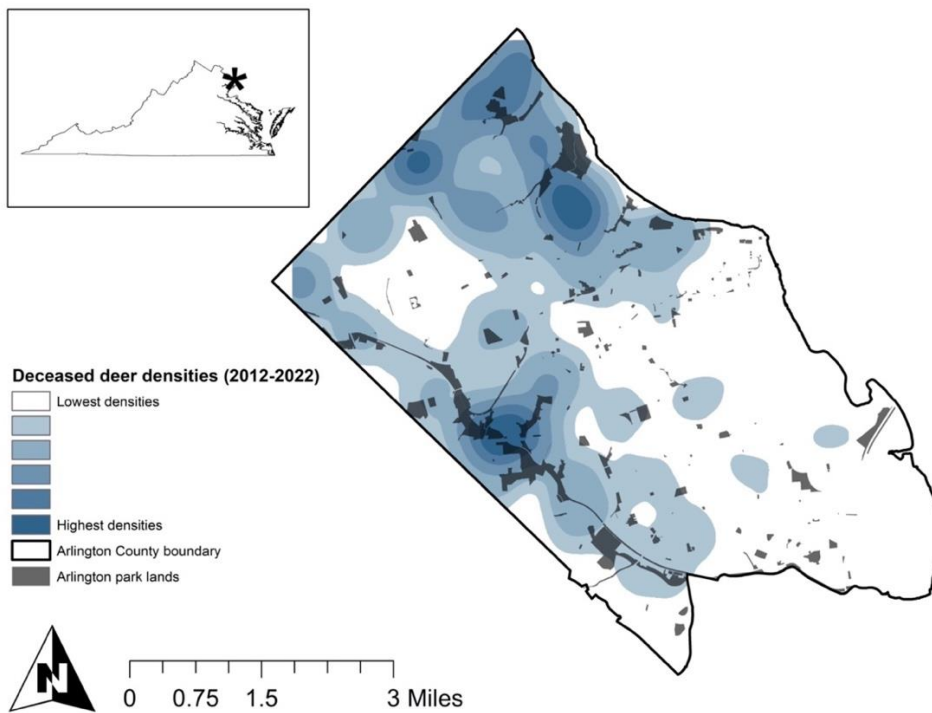 *
Deceased deer densities (2012-2022)
Lowest densities
Highest densities
Arlington County boundary
Arlington park lands
N
0 0.75 1.5 3 Miles